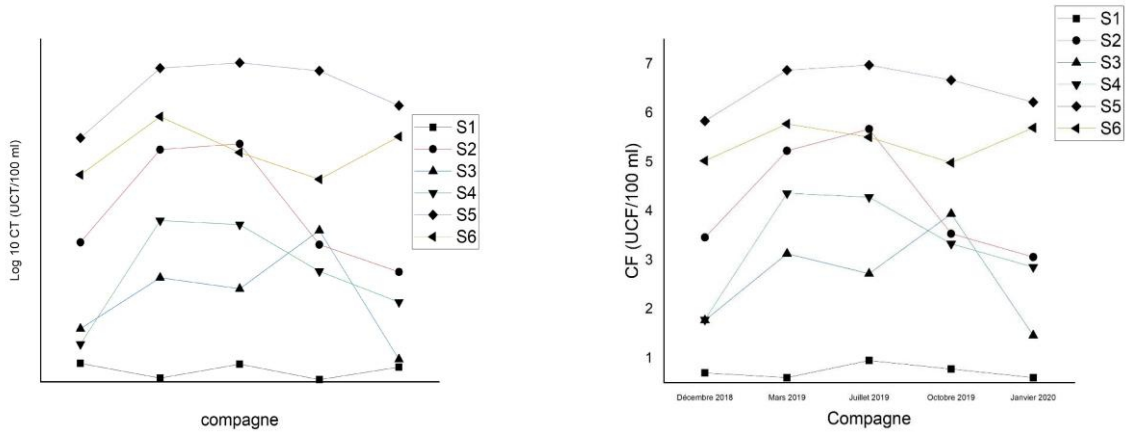 Log 10 CT (UCT/100 ml)
S1
S2
S3
S4
S5
S6
compagne
CF (UCF/100 ml)
7
6
5
4
3
2
1
Décembre 2018
Mars 2019
Juillet 2019
Octobre 2019
Janvier 2020
Compagne
S1
S2
S3
S4
S5
S6